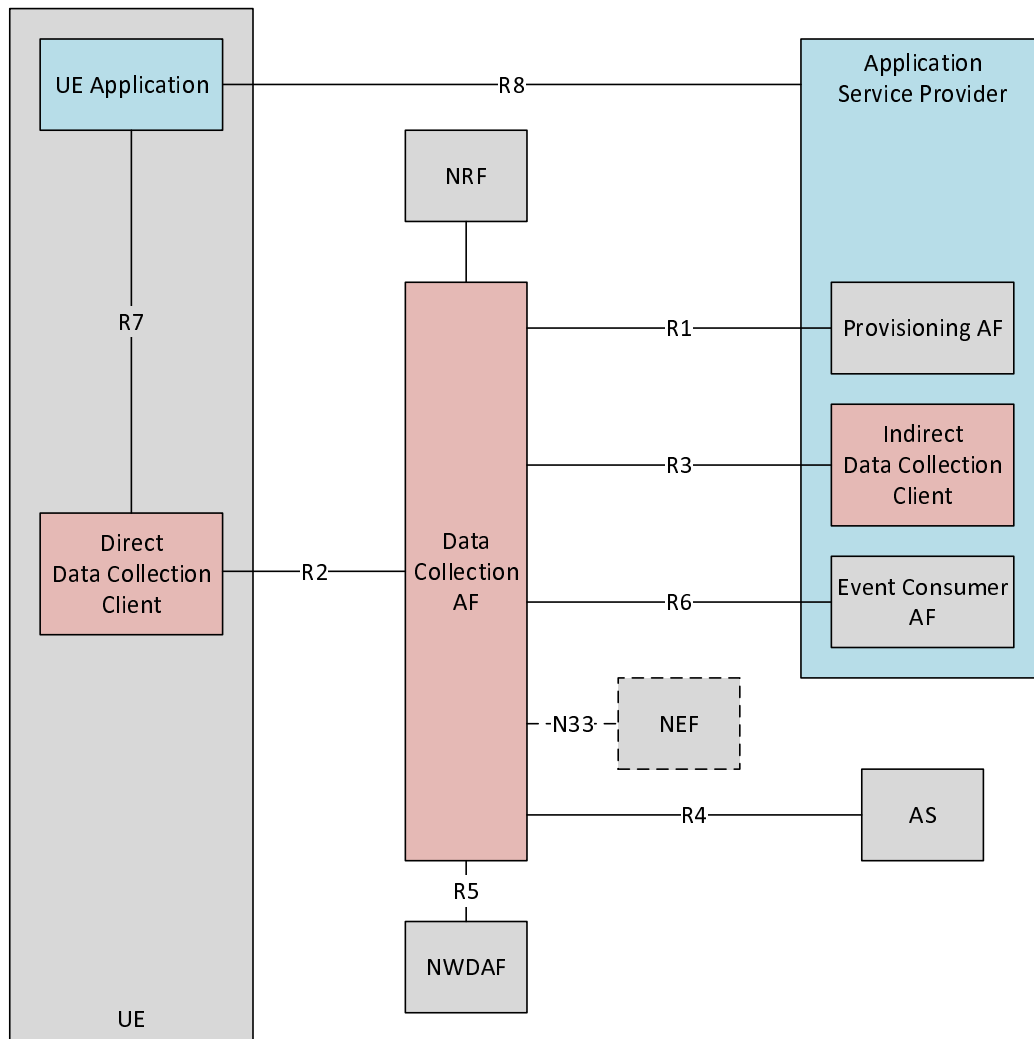 UE Application
R8
Application
Service Provider
NRF
R7
R1
Provisioning AF
R3
Indirect
Data Collection
Client
Direct
Data Collection
Client
R2
Data
Collection
AF
R6
Event Consumer
AF
N33
NEF
R4
AS
R5
NWDAF
UE